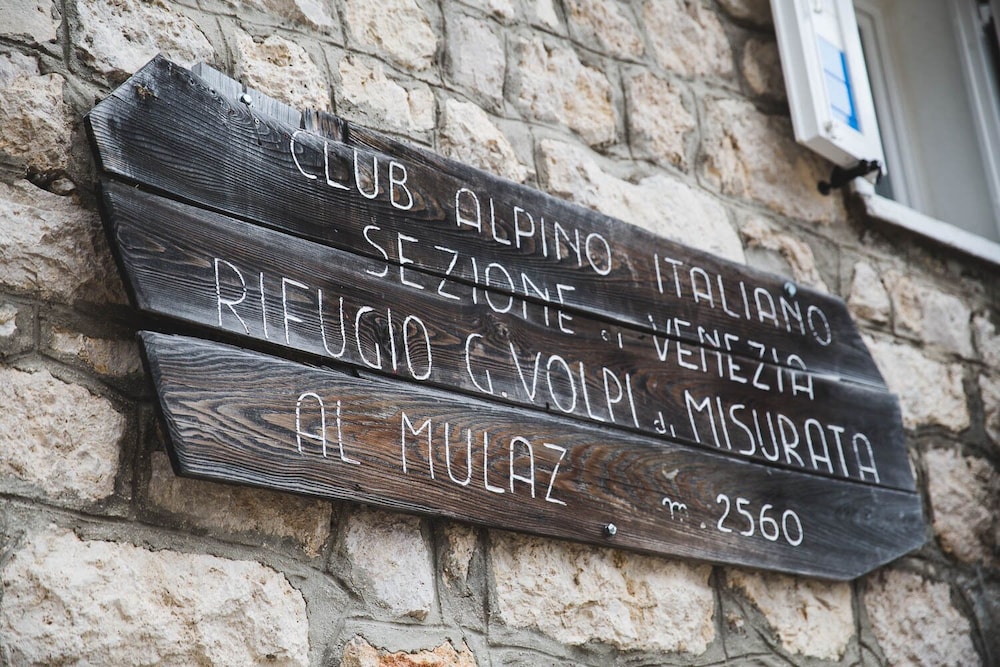 CLUB ALPINO ITALIANO
SEZIONE di VENEZIA
RIFUGIO G. VOLPI di MISURATA
AL MULAZ m. 2560